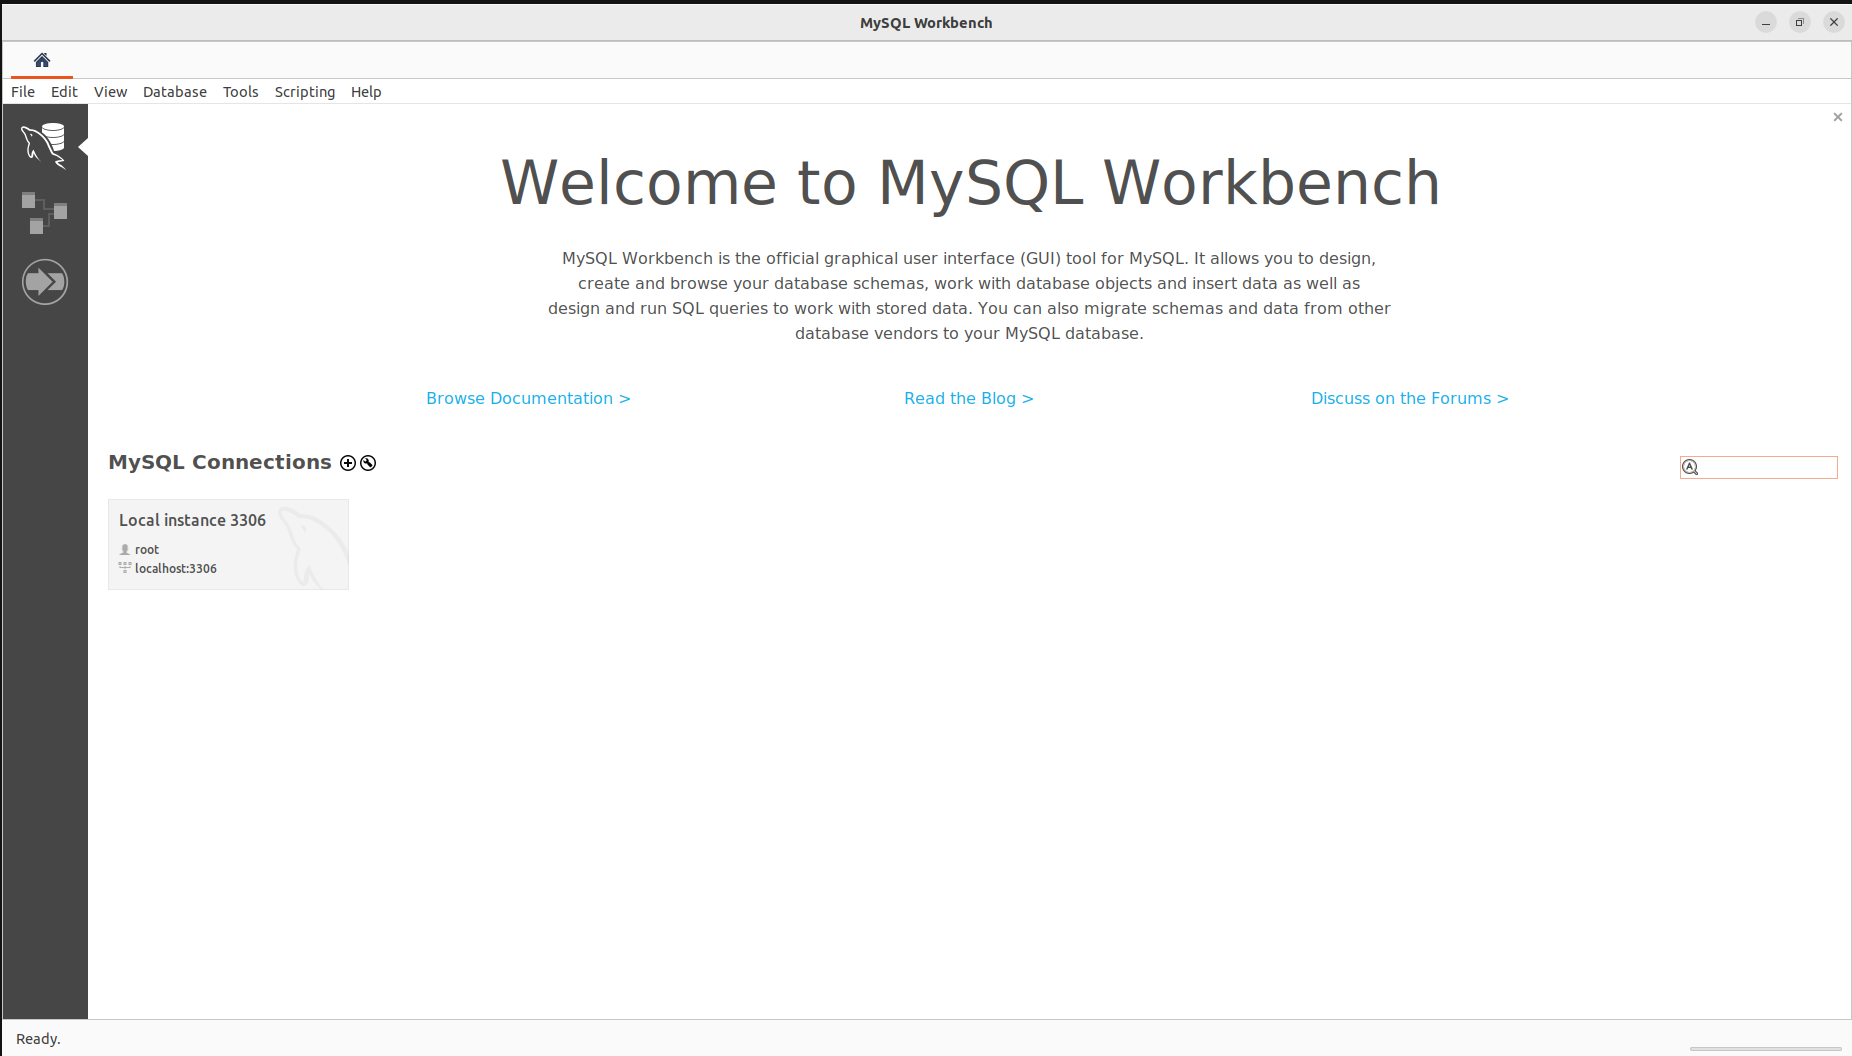 MySQL Workbench
File Edit View Database Tools Scripting Help
Welcome to MySQL Workbench
MySQL Workbench is the official graphical user interface (GUI) tool for MySQL. It allows you to design,
create and browse your database schemas, work with database objects and insert data as well as
design and run SQL queries to work with stored data. You can also migrate schemas and data from other
database vendors to your MySQL database.
Browse Documentation > Read the Blog > Discuss on the Forums >
MySQL Connections
Local instance 3306
root
localhost:3306
Ready.